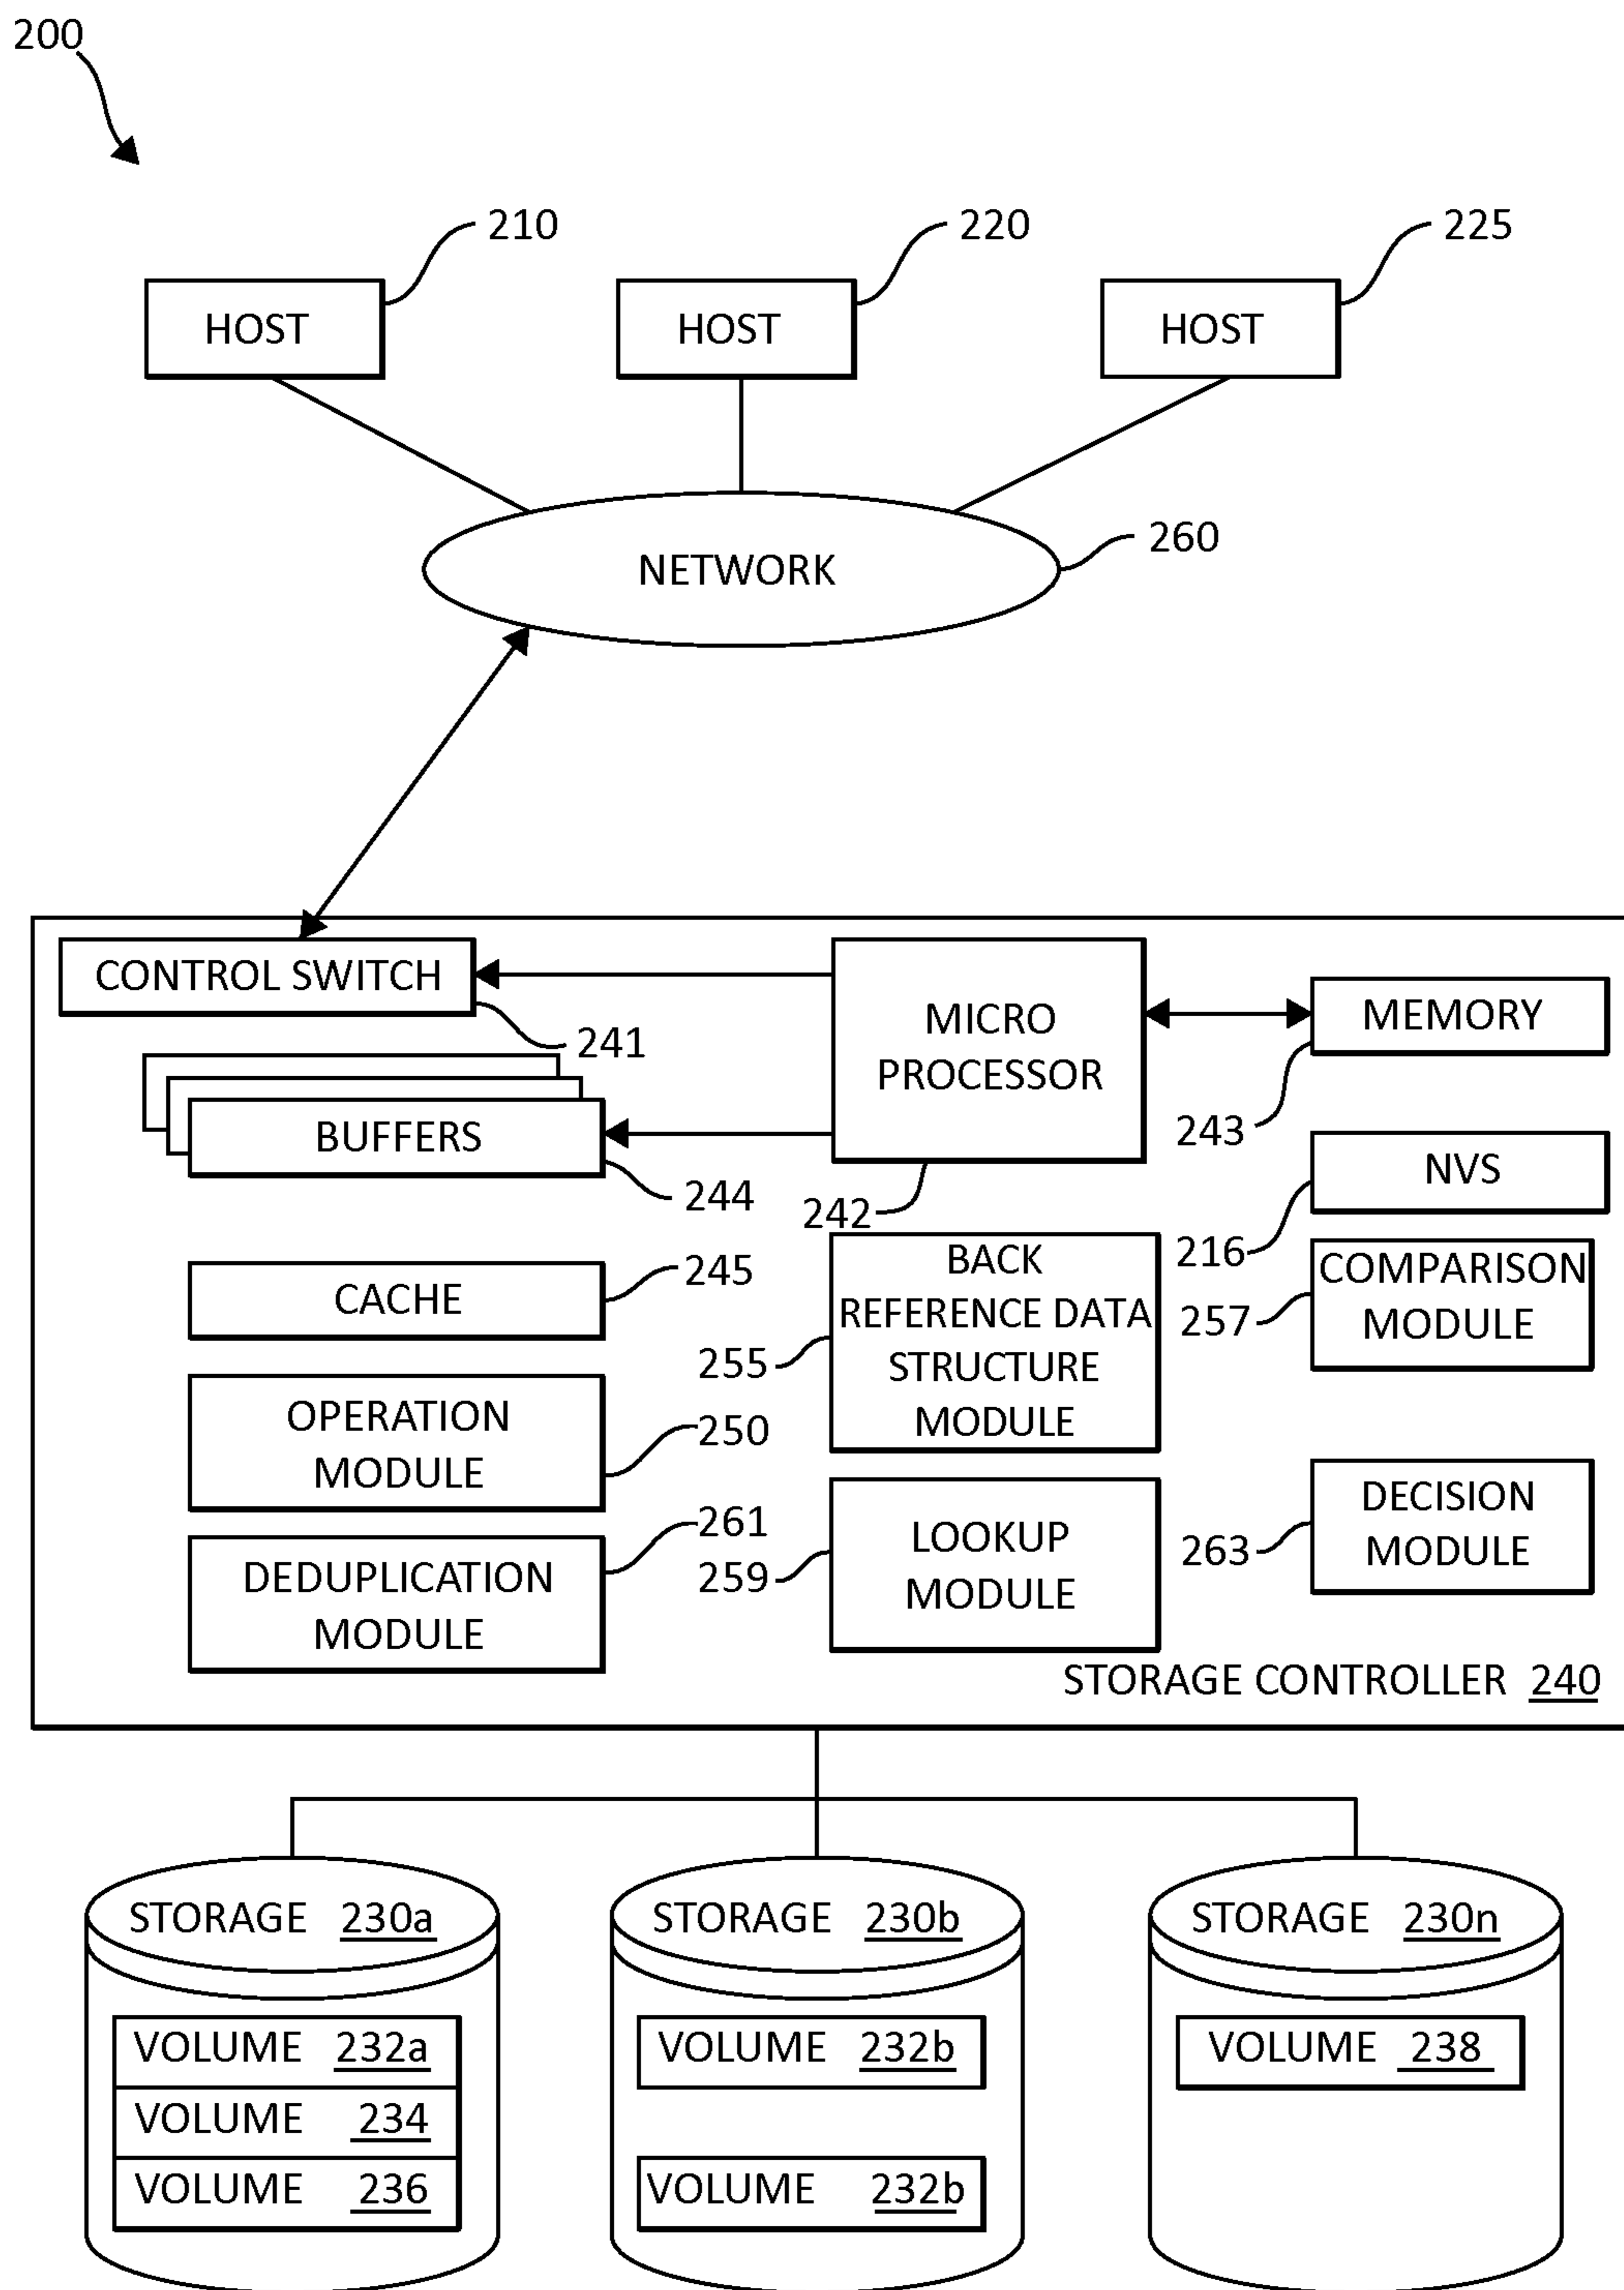 200
210
220
225
HOST
HOST
HOST
260
NETWORK
CONTROL SWITCH
241
MICRO
PROCESSOR
242
MEMORY
243
BUFFERS
244
NVS
216
CACHE
245
BACK
REFERENCE DATA
STRUCTURE
MODULE
255
COMPARISON
MODULE
257
OPERATION
MODULE
250
DEDUPLICATION
MODULE
261
LOOKUP
MODULE
259
DECISION
MODULE
263
STORAGE CONTROLLER 240
STORAGE 230a
VOLUME 232a
VOLUME 234
VOLUME 236
STORAGE 230b
VOLUME 232b
VOLUME 232b
STORAGE 230n
VOLUME 238